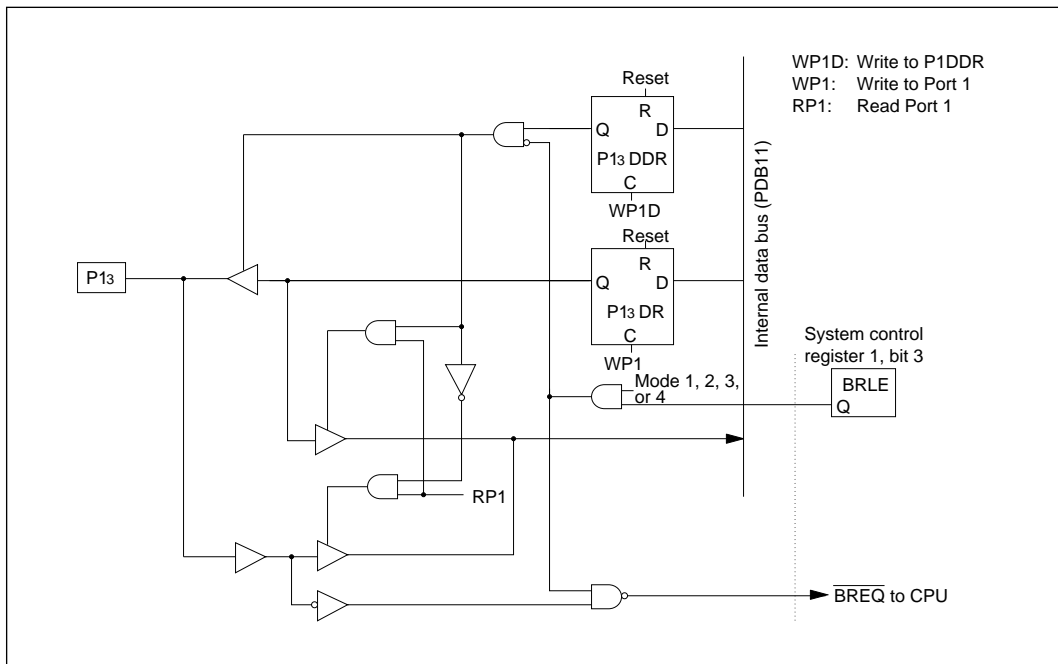 WP1D: Write to P1DDR
WP1: Write to Port 1
RP1: Read Port 1
Reset
R
Q
D
P13 DDR
C
WP1D
Internal data bus (PDB11)
Reset
R
Q
D
P13 DR
C
WP1
P13
System control
register 1, bit 3
BRLE
Q
Mode 1, 2, 3,
or 4
RP1
BREQ to CPU